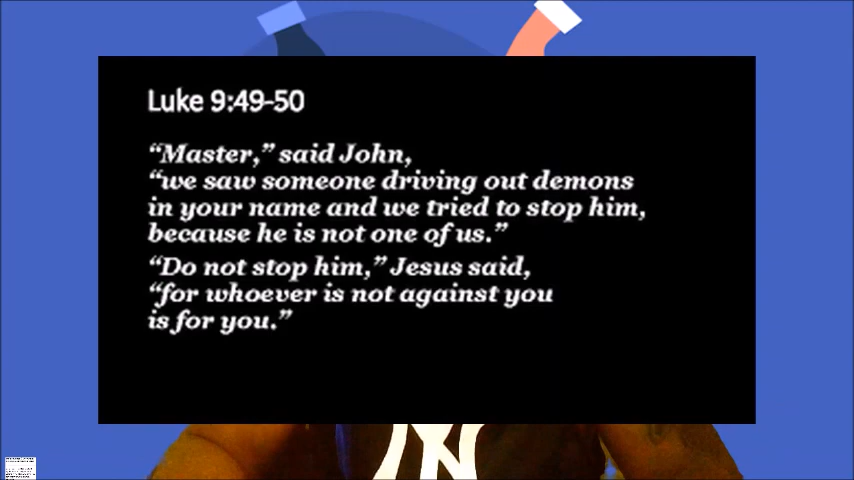 Luke 9:49-50
“Master,” said John,
“we saw someone driving out demons
in your name and we tried to stop him,
because he is not one of us.”
“Do not stop him,” Jesus said,
“for whoever is not against you
is for you.”